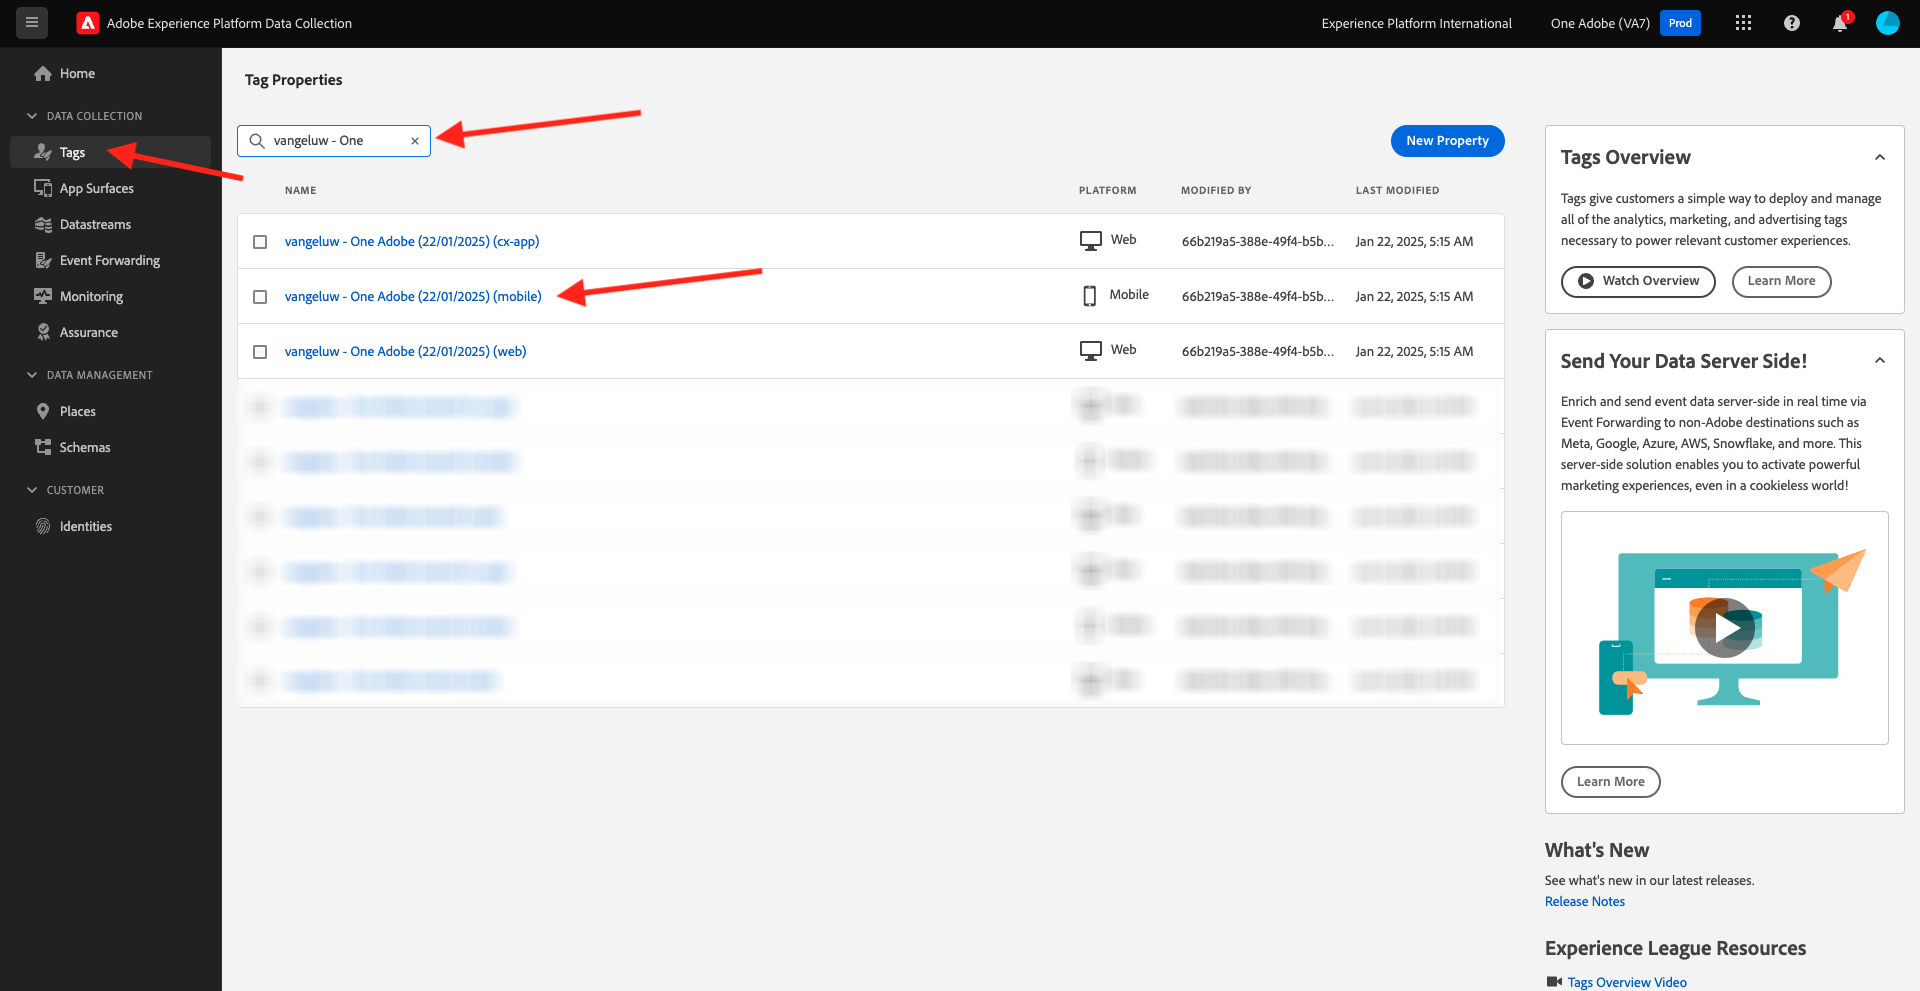 Adobe Experience Platform Data Collection
Experience Platform International
One Adobe (VA7)
Prod
1
Home
DATA COLLECTION
Tags
App Surfaces
Datastreams
Event Forwarding
Monitoring
Assurance
DATA MANAGEMENT
Places
Schemas
CUSTOMER
Identities
Tag Properties
vangeluw - One
New Property
NAME PLATFORM MODIFIED BY LAST MODIFIED
vangeluw - One Adobe (22/01/2025) (cx-app) Web 66b219a5-388e-49f4-b5b... Jan 22, 2025, 5:15 AM
vangeluw - One Adobe (22/01/2025) (mobile) Mobile 66b219a5-388e-49f4-b5b... Jan 22, 2025, 5:15 AM
vangeluw - One Adobe (22/01/2025) (web) Web 66b219a5-388e-49f4-b5b... Jan 22, 2025, 5:15 AM
Tags Overview
Tags give customers a simple way to deploy and manage
all of the analytics, marketing, and advertising tags
necessary to power relevant customer experiences.
Watch Overview
Learn More
Send Your Data Server Side!
Enrich and send event data server-side in real time via
Event Forwarding to non-Adobe destinations such as
Meta, Google, Azure, AWS, Snowflake, and more. This
server-side solution enables you to activate powerful
marketing experiences, even in a cookieless world!
Learn More
What's New
See what's new in our latest releases.
Release Notes
Experience League Resources
Tags Overview Video